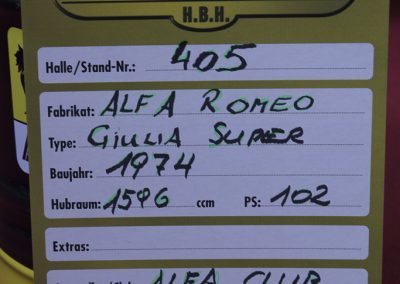 H.B.H.
Halle/Stand-Nr.: 405
Fabrikat: ALFA ROMEO
Type: GIULIA SUPER
Baujahr: 1974
Hubraum: 1596 ccm PS: 102
Extras:
ALFA CLUB